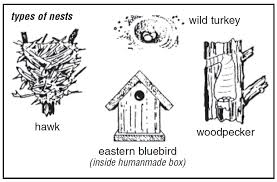 types of nests
wild turkey
hawk
eastern bluebird
(inside humanmade box)
woodpecker